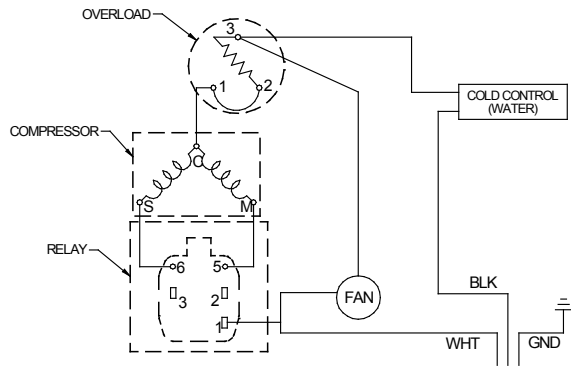 OVERLOAD
3
1
2
COLD CONTROL
(WATER)
COMPRESSOR
C
S
M
RELAY
6
5
3
2
1
FAN
BLK
WHT
GND